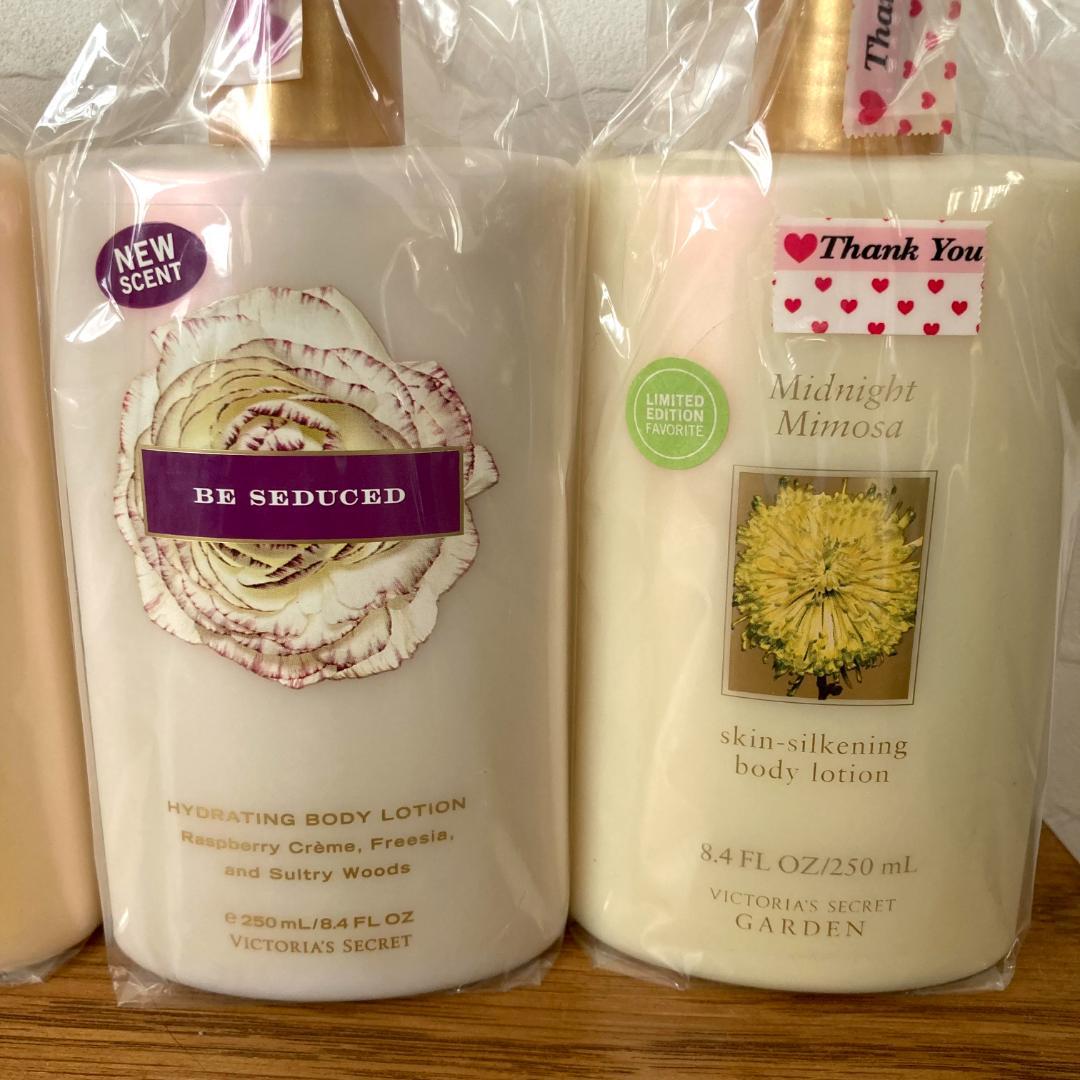 NEW
SCENT
BE SEDUCED
HYDRATING BODY LOTION
Raspberry Crème, Freesia,
and Sultry Woods
e 250 mL/8.4 FL OZ
VICTORIA'S SECRET
Thank You
LIMITED
EDITION
FAVORITE
Midnight
Mimosa
skin-silkening
body lotion
8.4 FL OZ/250 mL
VICTORIA'S SECRET
GARDEN